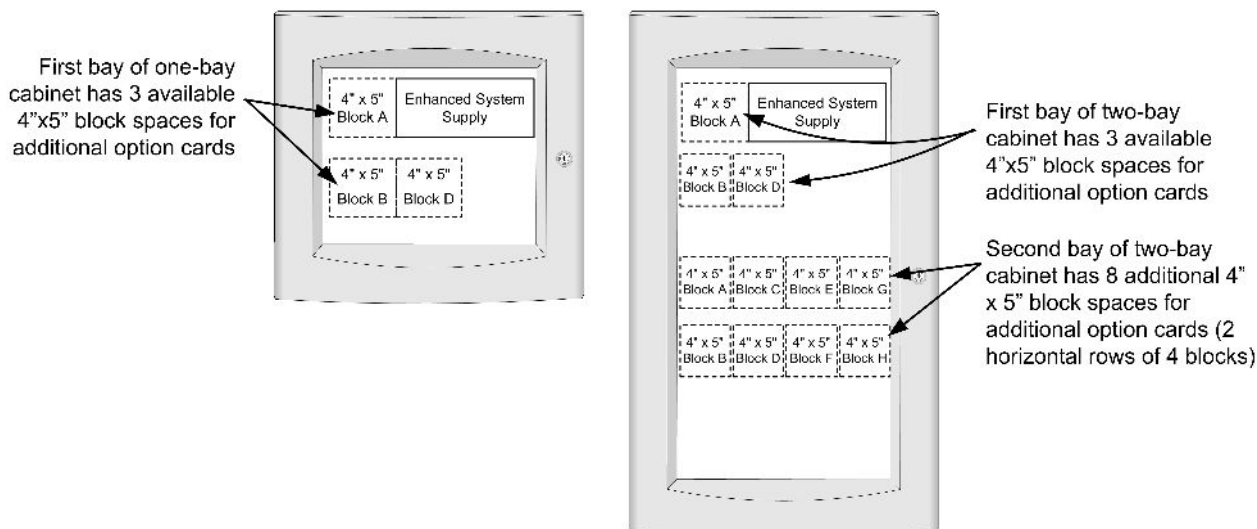 First bay of one-bay
cabinet has 3 available
4”x5” block spaces for
additional option cards
4" x 5"
Block A
Enhanced System
Supply
4" x 5"
Block B
4" x 5"
Block D
4" x 5"
Block A
Enhanced System
Supply
4" x 5"
Block B
4" x 5"
Block D
4" x 5"
Block A
4" x 5"
Block C
4" x 5"
Block E
4" x 5"
Block G
4" x 5"
Block B
4" x 5"
Block D
4" x 5"
Block F
4" x 5"
Block H
First bay of two-bay
cabinet has 3 available
4”x5” block spaces for
additional option cards
Second bay of two-bay
cabinet has 8 additional 4”
x 5” block spaces for
additional option cards (2
horizontal rows of 4 blocks)